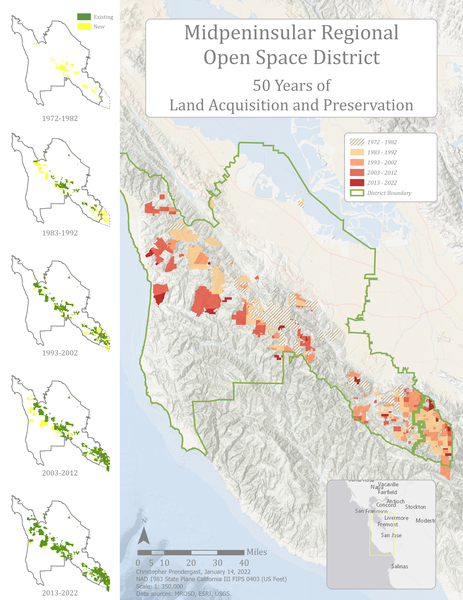 Existing
New
1972-1982
1983-1992
1993-2002
2003-2012
2013-2022
Midpeninsular Regional
Open Space District
50 Years of
Land Acquisition and Preservation
1972 - 1982
1983 - 1992
1993 - 2002
2003 - 2012
2013 - 2022
District Boundary
Miles
0 5 10 20 30 40
Christopher Prendergast, January 14, 2022
NAD 1983 State Plane California III FIPS 0403 (US Feet)
Scale: 1: 350,000
Data sources: MROSD, ESRI, USGS.
Vacaville
Napa
Fairfield
Antioch
Concord
Stockton
San Francisco
Livermore
Modesto
Fremont
San Jose
Salinas